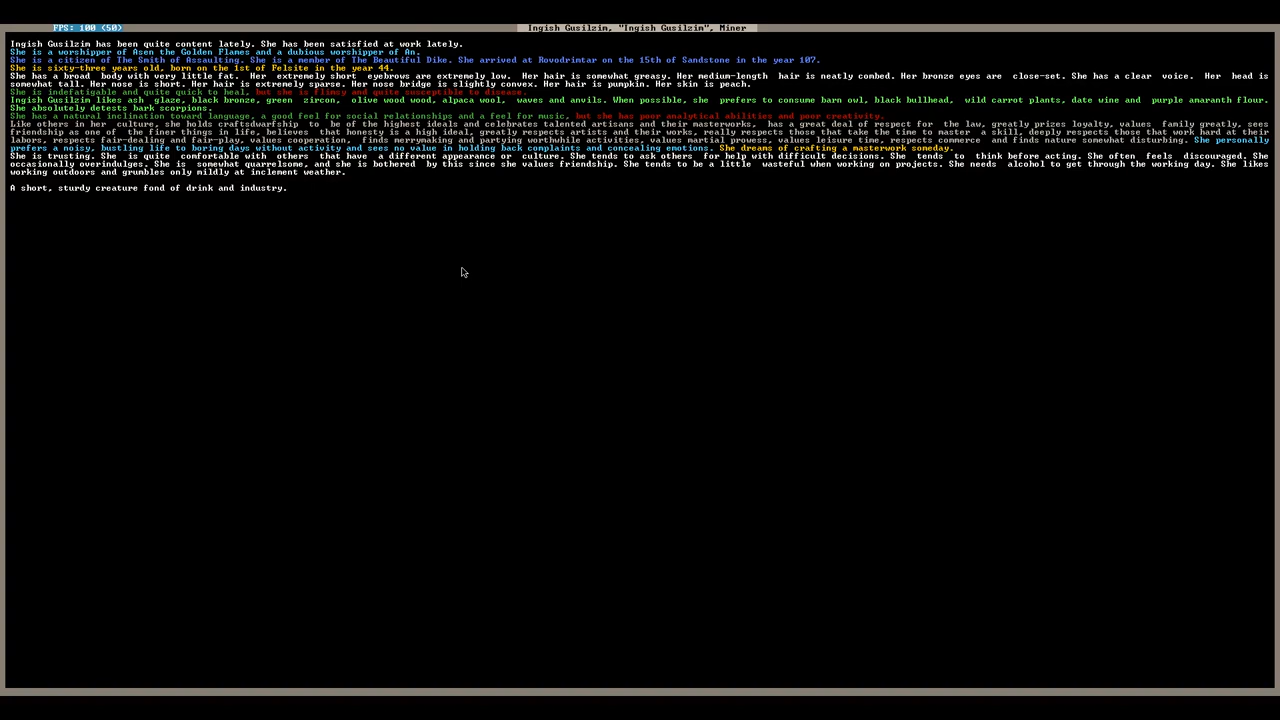 FPS: 100 (50)
Ingish Gusilzim, "Ingish Gusilzim", Miner
Ingish Gusilzim has been quite content lately. She has been satisfied at work lately.
She is a worshipper of Asen the Golden Flames and a dubious worshipper of An.
She is a citizen of The Smith of Assaulting. She is a member of The Beautiful Dike. She arrived at Rovodrimtar on the 15th of Sandstone in the year 107.
She is sixty-three years old, born on the 1st of Felsite in the year 44.
She has a broad body with very little fat. Her extremely short eyebrows are extremely low. Her hair is somewhat greasy. Her medium-length hair is neatly combed. Her bronze eyes are close-set. She has a clear voice. Her head is
somewhat tall. Her nose is short. Her hair is extremely sparse. Her nose bridge is slightly convex. Her hair is pumpkin. Her skin is peach.
She is indefatigable and quite quick to heal, but she is flimsy and quite susceptible to disease.
Ingish Gusilzim likes ash glaze, black bronze, green zircon, olive wood wood, alpaca wool, waves and anvils. When possible, she prefers to consume barn owl, black bullhead, wild carrot plants, date wine and purple amaranth flour.
She absolutely detests bark scorpions.
She has a natural inclination toward language, a good feel for social relationships and a feel for music, but she has poor analytical abilities and poor creativity.
Like others in her culture, she holds craftsdwarfship to be of the highest ideals and celebrates talented artisans and their masterworks, has a great deal of respect for the law, greatly prizes loyalty, values family greatly, sees
friendship as one of the finer things in life, believes that honesty is a high ideal, greatly respects artists and their works, really respects those that take the time to master a skill, deeply respects those that work hard at their
labors, respects fair-dealing and fair-play, values cooperation, finds merrymaking and partying worthwhile activities, values martial prowess, values leisure time, respects commerce and finds nature somewhat disturbing. She personally
prefers a noisy, bustling life to boring days without activity and sees no value in holding back complaints and concealing emotions. She dreams of crafting a masterwork someday.
She is trusting. She is quite comfortable with others that have a different appearance or culture. She tends to ask others for help with difficult decisions. She tends to think before acting. She often feels discouraged. She
occasionally overindulges. She is somewhat quarrelsome, and she is bothered by this since she values friendship. She tends to be a little wasteful when working on projects. She needs alcohol to get through the working day. She likes
working outdoors and grumbles only mildly at inclement weather.
A short, sturdy creature fond of drink and industry.